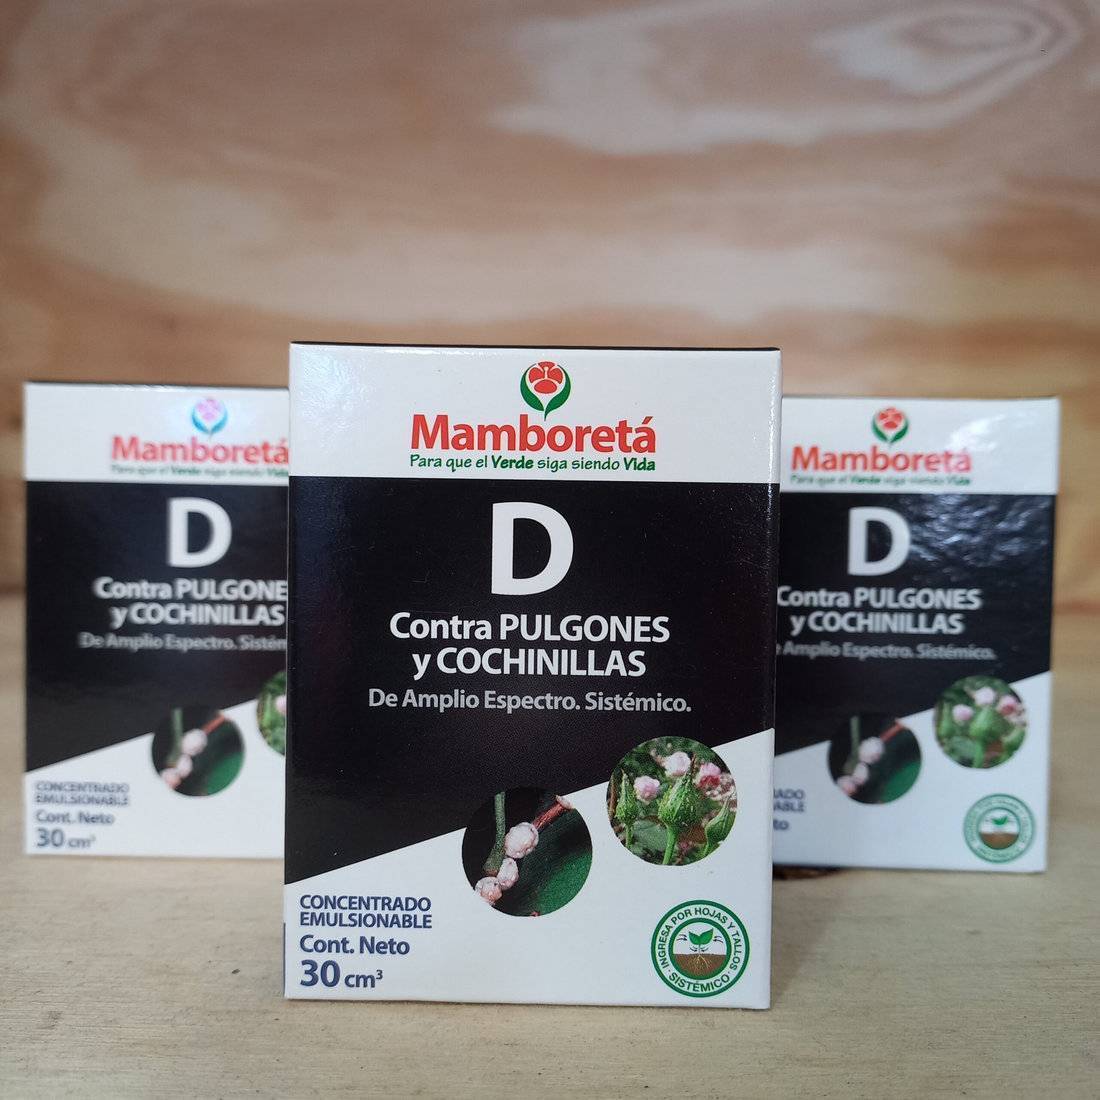 Mamboretá
Para que el Verde siga siendo Vida
D
Contra PULGONES
y COCHINILLAS
De Amplio Espectro. Sistémico.
CONCENTRADO
EMULSIONABLE
Cont. Neto
30 cm³
INGRESA POR HOJAS Y TALLOS
· SISTÉMICO ·
Mamboretá
Para que el Verde siga siendo Vida
D
Contra PULGONE
y COCHINILLAS
De Amplio Espectro. Sistém
CONCENTRADO
EMULSIONABLE
Cont. Neto
30 cm³
Mamboretá
Para que el Verde siga siendo Vida
D
Contra PULGONES
y COCHINILLAS
Amplio Espectro. Sistémico.